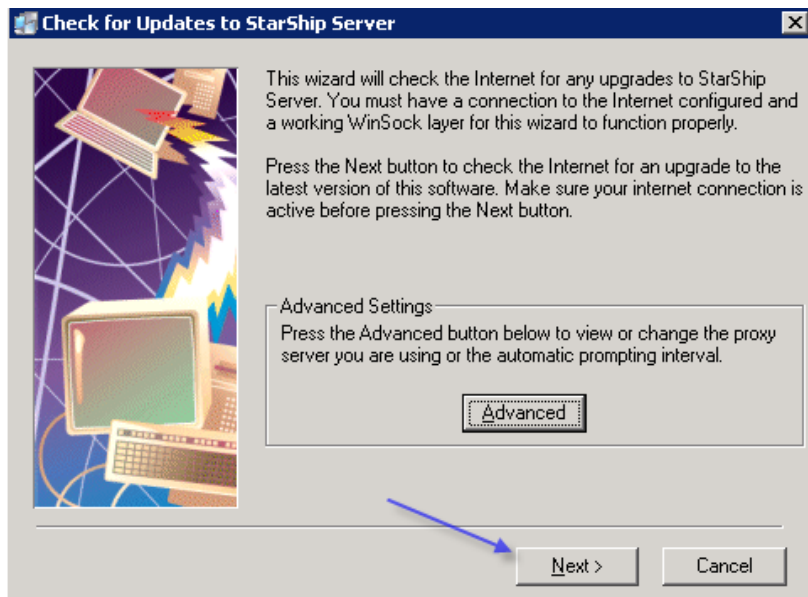 Check for Updates to StarShip Server
This wizard will check the Internet for any upgrades to StarShip
Server. You must have a connection to the Internet configured and
a working WinSock layer for this wizard to function properly.
Press the Next button to check the Internet for an upgrade to the
latest version of this software. Make sure your internet connection is
active before pressing the Next button.
Advanced Settings
Press the Advanced button below to view or change the proxy
server you are using or the automatic prompting interval.
Advanced
Next >
Cancel